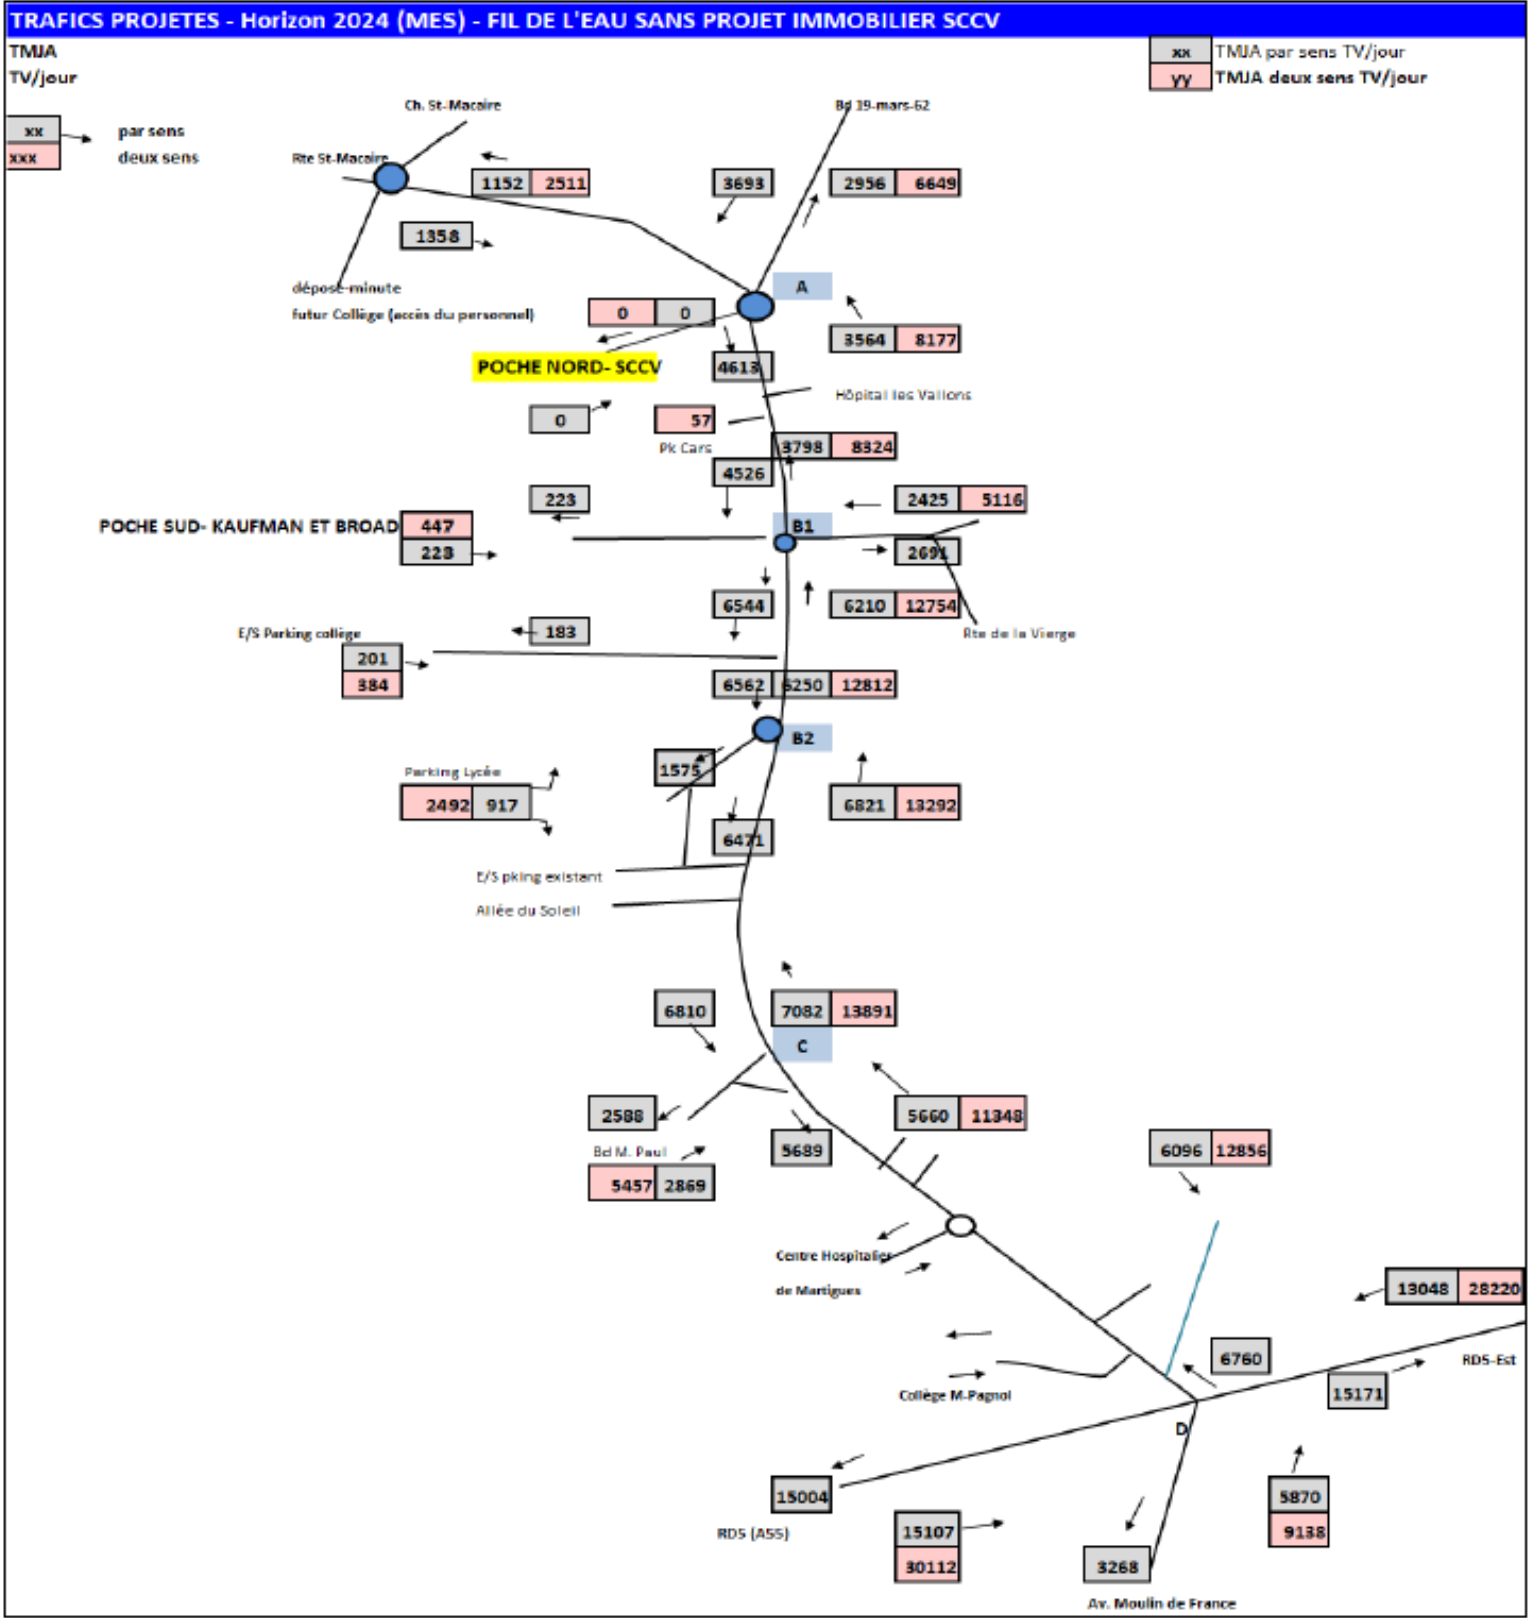 TRAFICS PROJETES - Horizon 2024 (MES) - FIL DE L'EAU SANS PROJET IMMOBILIER SCCV
TMJA
TV/jour
xx TMJA par sens TV/jour
yy TMJA deux sens TV/jour
xx par sens
xxx deux sens
Ch. St-Macaire
Bd 19-mars-62
Rte St-Macaire
1152 2511
3693
2956 6649
1358
dépose-minute
A
futur Collège (accès du personnel)
0 0
3564 8177
POCHE NORD- SCCV
4613
Hôpital les Vallons
0
57
Pk Cars
3798 8324
4526
223
2425 5116
POCHE SUD- KAUFMAN ET BROAD
447
B1
223
2691
6544
6210 12754
E/S Parking collège
183
Rte de la Vierge
201
384
6562 6250 12812
B2
Parking Lycée
1575
2492 917
6821 13292
6471
E/S pking existant
Allée du Soleil
6810
7082 13891
C
2588
5660 11348
Bd M. Paul
5689
6096 12856
5457 2869
Centre Hospitalier
de Martigues
13048 28220
6760
RD5-Est
Collège M-Pagnol
15171
D
15004
5870
RD5 (A55)
15107
9138
30112
3268
Av. Moulin de France